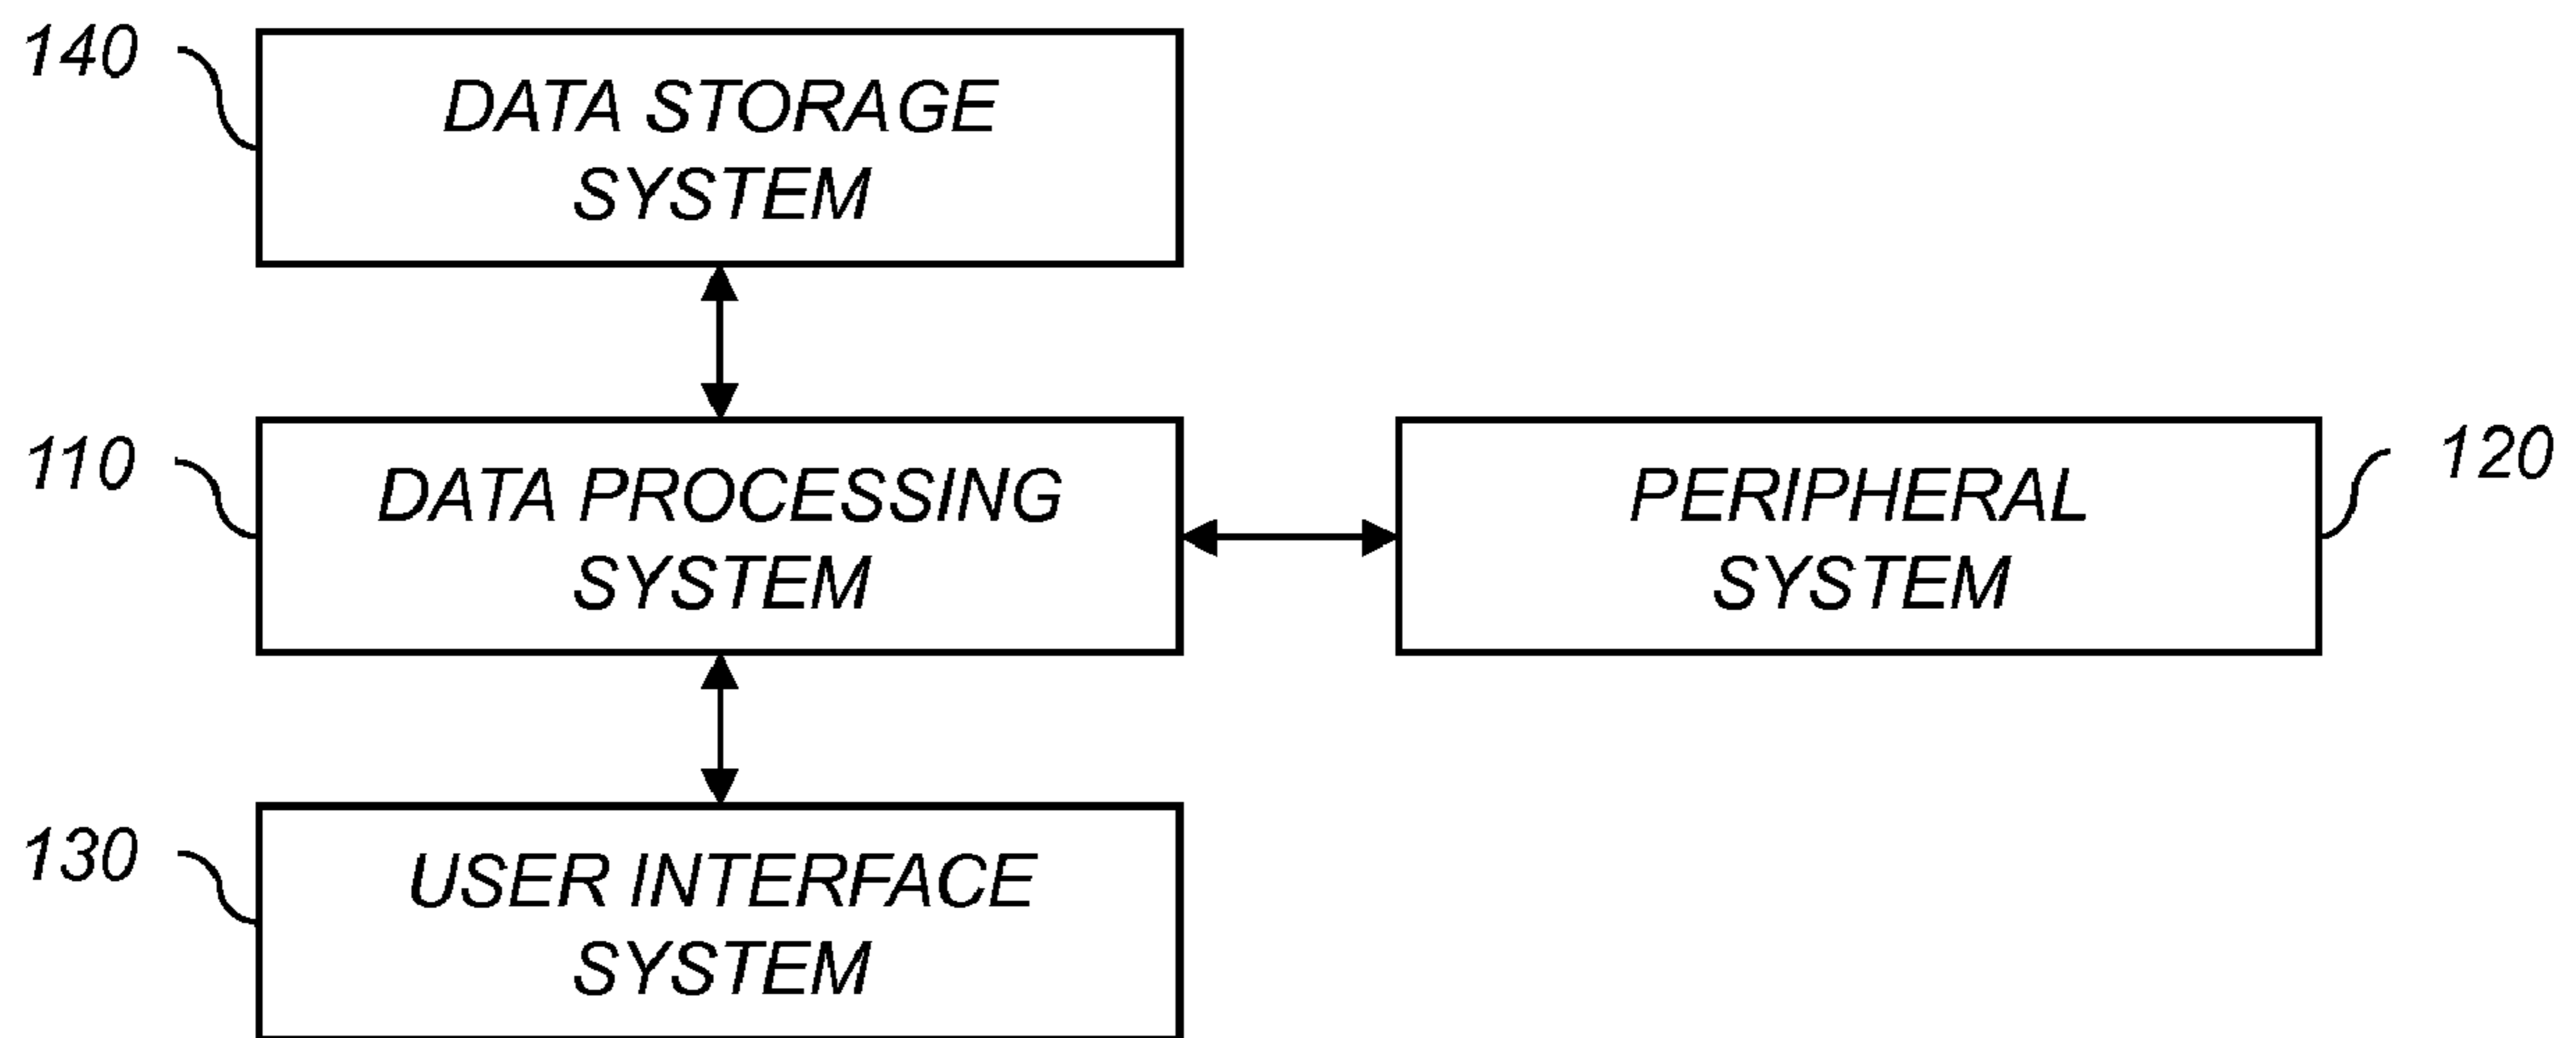 140
DATA STORAGE
SYSTEM
110
DATA PROCESSING
SYSTEM
PERIPHERAL
SYSTEM
120
130
USER INTERFACE
SYSTEM